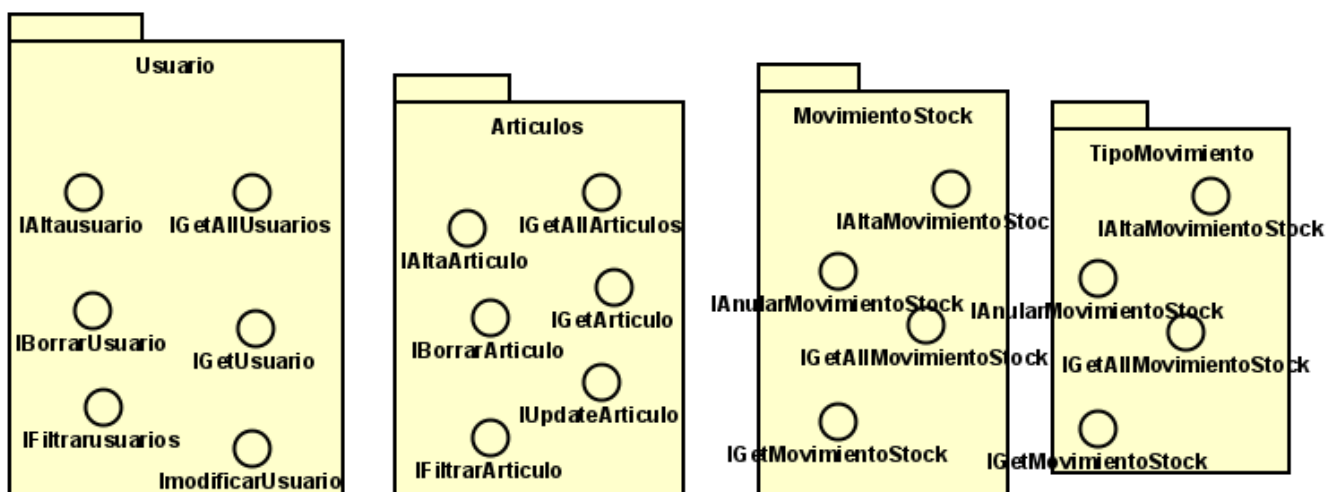 Usuario
IAltausuario
IGetAllUsuarios
IBorrarUsuario
IGetUsuario
IFiltrarusuarios
ImodificarUsuario
Articulos
IGetAllArticulos
IAltaArticulo
IGetArticulo
IBorrarArticulo
IUpdateArticulo
IFiltrarArticulo
MovimientoStock
IAltaMovimientoStoc
IAnularMovimientoStock
IGetAllMovimientoStock
IGetMovimientoStock
TipoMovimiento
IAltaMovimientoStock
IAnularMovimientoStock
IGetAllMovimientoStock
IGetMovimientoStock